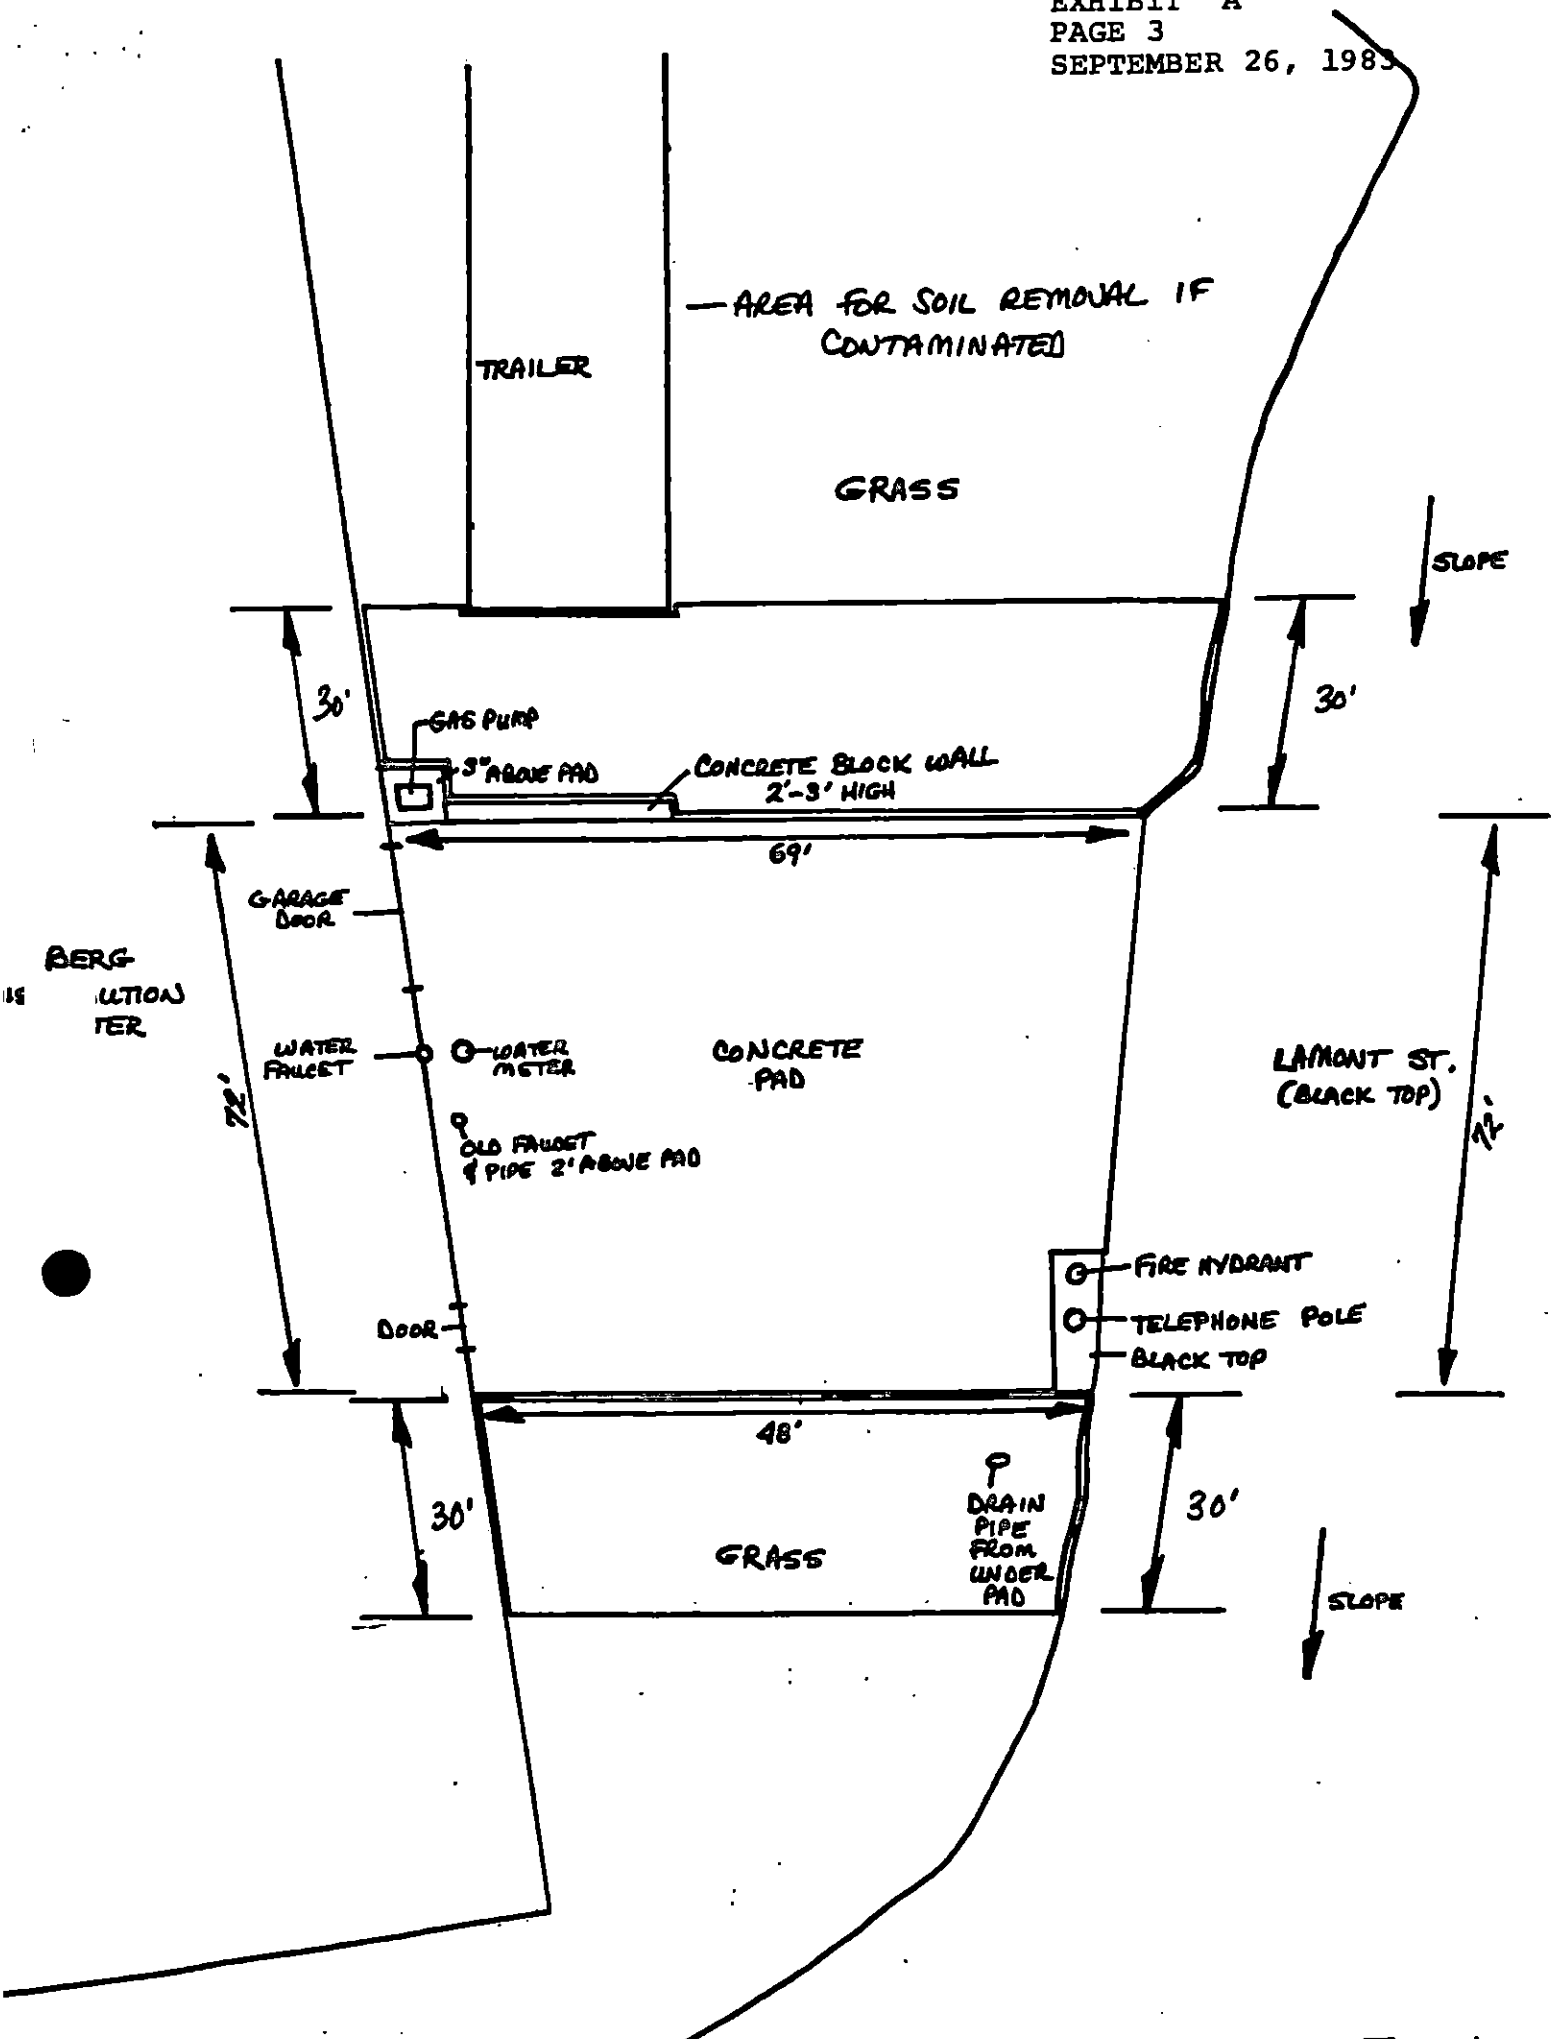 EXHIBIT A
PAGE 3
SEPTEMBER 26, 1983
— AREA FOR SOIL REMOVAL IF
CONTAMINATED
TRAILER
GRASS
SLOPE
30'
30'
GAS PUMP
3" ABOVE PAD
CONCRETE BLOCK WALL
2'-3' HIGH
69'
GARAGE
DOOR
BERG
UTION
TER
WATER
FAUCET
WATER
METER
CONCRETE
PAD
LAMONT ST.
(BLACK TOP)
72'
72'
OLD FAUCET
& PIPE 2' ABOVE PAD
FIRE HYDRANT
TELEPHONE POLE
BLACK TOP
DOOR
48'
30'
30'
DRAIN
PIPE
FROM
UNDER
PAD
GRASS
SLOPE